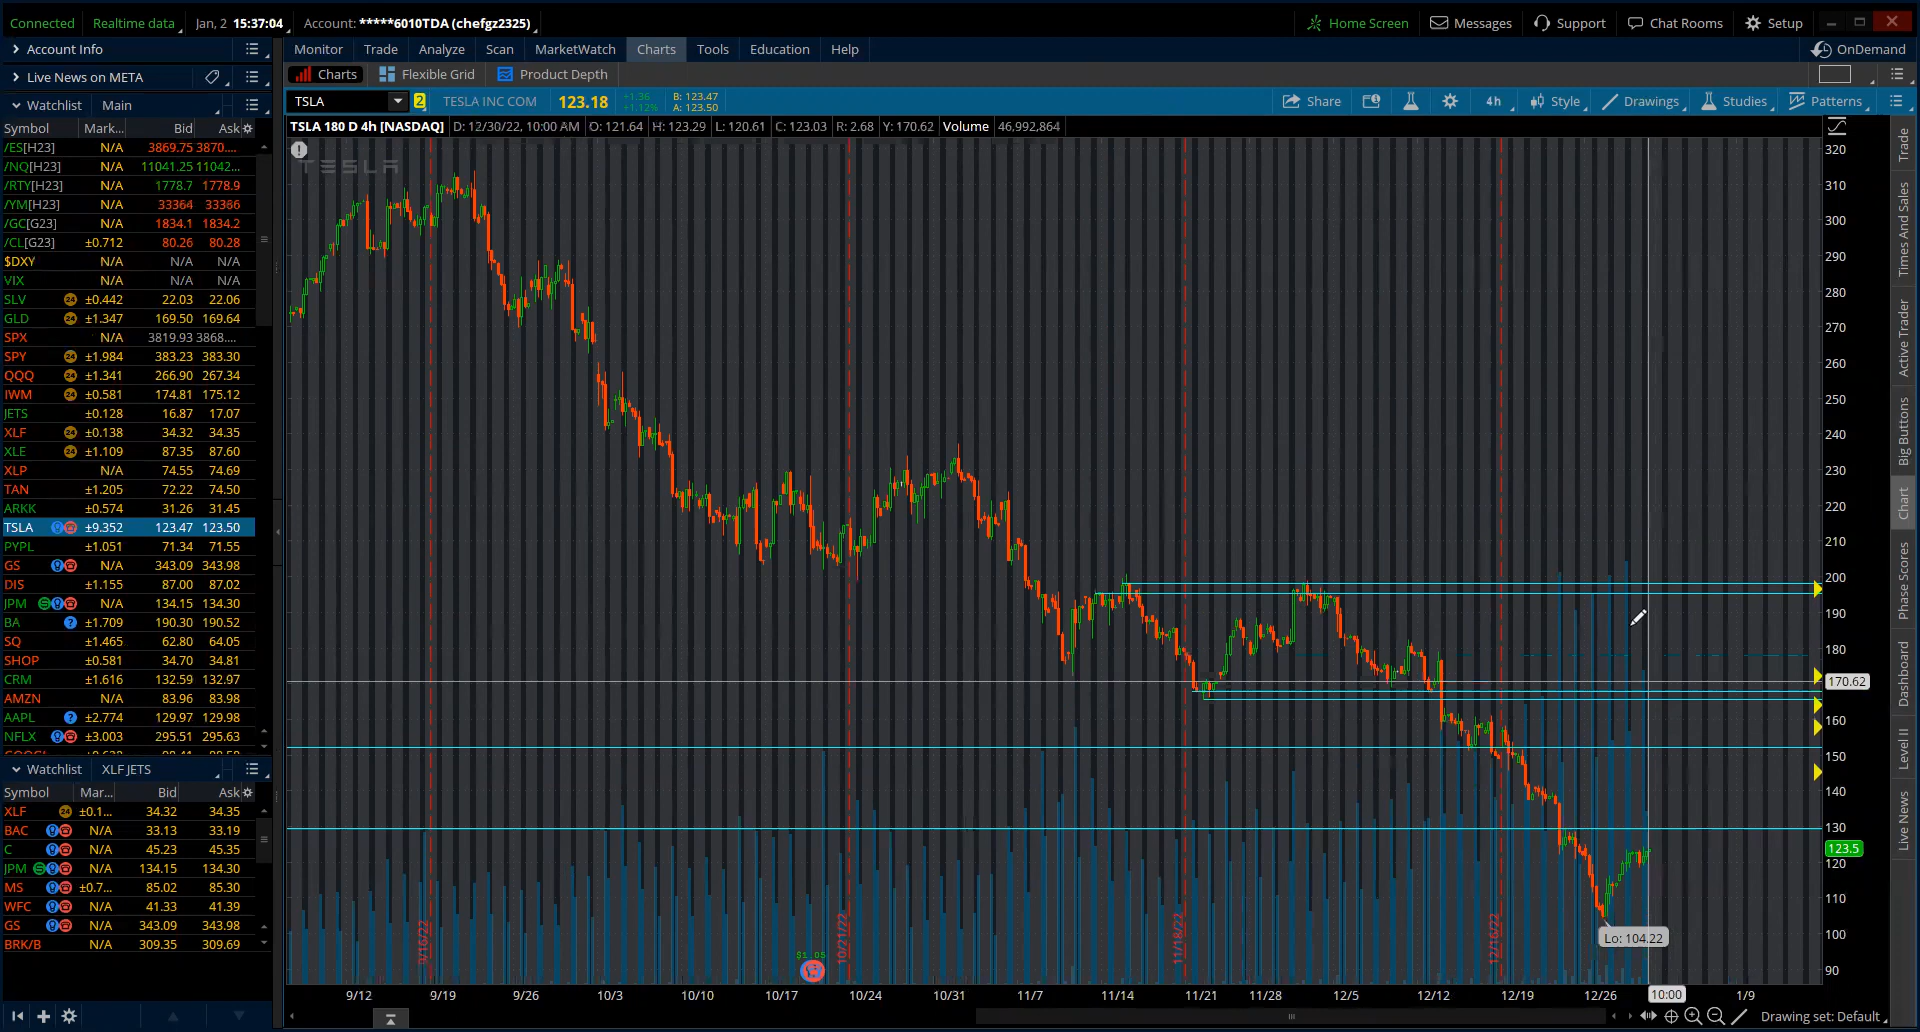 Connected Realtime data Jan, 2 15:37:04 Account: *****6010TDA (chefgz2325) Home Screen Messages Support Chat Rooms Setup
Account Info Monitor Trade Analyze Scan MarketWatch Charts Tools Education Help OnDemand
Live News on META Charts Flexible Grid Product Depth
Watchlist Main TSLA 2 TESLA INC COM 123.18 +1.36 +1.12% B: 123.47 A: 123.50 Share 4h Style Drawings Studies Patterns
TSLA 180 D 4h [NASDAQ] D: 12/30/22, 10:00 AM O: 121.64 H: 123.29 L: 120.61 C: 123.03 R: 2.68 Y: 170.62 Volume 46,992,864
TESLA
Symbol Mark... Bid Ask
/ES[H23] N/A 3869.75 3870....
/NQ[H23] N/A 11041.25 11042...
/RTY[H23] N/A 1778.7 1778.9
/YM[H23] N/A 33364 33366
/GC[G23] N/A 1834.1 1834.2
/CL[G23] ±0.712 80.26 80.28
$DXY N/A N/A N/A
VIX N/A N/A N/A
SLV 24 ±0.442 22.03 22.06
GLD 24 ±1.347 169.50 169.64
SPX N/A 3819.93 3868....
SPY 24 ±1.984 383.23 383.30
QQQ 24 ±1.341 266.90 267.34
IWM 24 ±0.581 174.81 175.12
JETS ±0.128 16.87 17.07
XLF 24 ±0.138 34.32 34.35
XLE 24 ±1.109 87.35 87.60
XLP N/A 74.55 74.69
TAN ±1.205 72.22 74.50
ARKK ±0.574 31.26 31.45
TSLA ±9.352 123.47 123.50
PYPL ±1.051 71.34 71.55
GS N/A 343.09 343.98
DIS ±1.155 87.00 87.02
JPM N/A 134.15 134.30
BA ±1.709 190.30 190.52
SQ ±1.465 62.80 64.05
SHOP ±0.581 34.70 34.81
CRM ±1.616 132.59 132.97
AMZN N/A 83.96 83.98
AAPL ±2.774 129.97 129.98
NFLX ±3.003 295.51 295.63
Watchlist XLF JETS
Symbol Mar... Bid Ask
XLF 24 ±0.1... 34.32 34.35
BAC N/A 33.13 33.19
C N/A 45.23 45.35
JPM N/A 134.15 134.30
MS ±0.7... 85.02 85.30
WFC N/A 41.33 41.39
GS N/A 343.09 343.98
BRK/B N/A 309.35 309.69
320
310
300
290
280
270
260
250
240
230
220
210
200
190
180
170.62
160
150
140
130
123.5
120
110
100
90
Lo: 104.22
9/16/22
10/21/22
11/18/22
12/16/22
$1.05
9/12 9/19 9/26 10/3 10/10 10/17 10/24 10/31 11/7 11/14 11/21 11/28 12/5 12/12 12/19 12/26 10:00 1/9
Drawing set: Default
Trade
Times And Sales
Active Trader
Big Buttons
Chart
Phase Scores
Dashboard
Level II
Live News